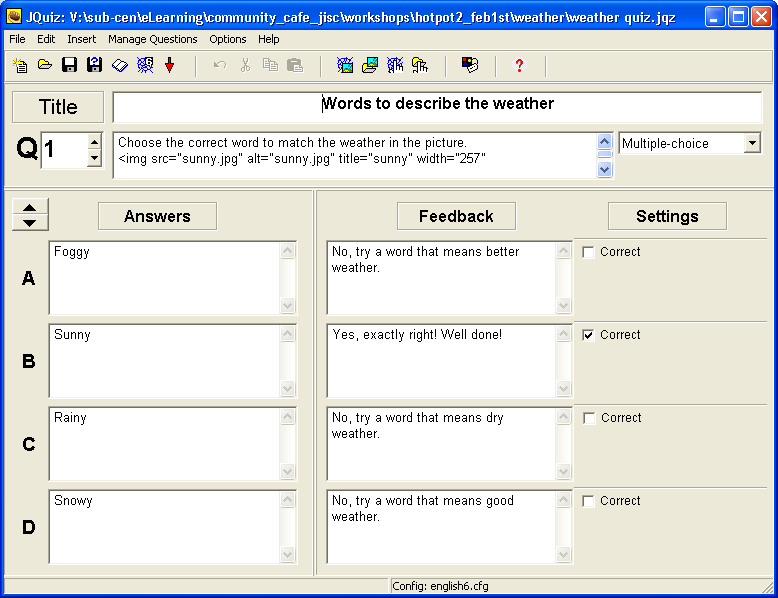 JQuiz: V:\sub-cen\eLearning\community_cafe_jisc\workshops\hotpot2_feb1st\weather\weather quiz.jqz
File Edit Insert Manage Questions Options Help
Title
Words to describe the weather
Q 1
Choose the correct word to match the weather in the picture.
<img src="sunny.jpg" alt="sunny.jpg" title="sunny" width="257"
Multiple-choice
Answers Feedback Settings
A
Foggy
No, try a word that means better
weather.
Correct
B
Sunny
Yes, exactly right! Well done!
Correct
C
Rainy
No, try a word that means dry
weather.
Correct
D
Snowy
No, try a word that means good
weather.
Correct
Config: english6.cfg